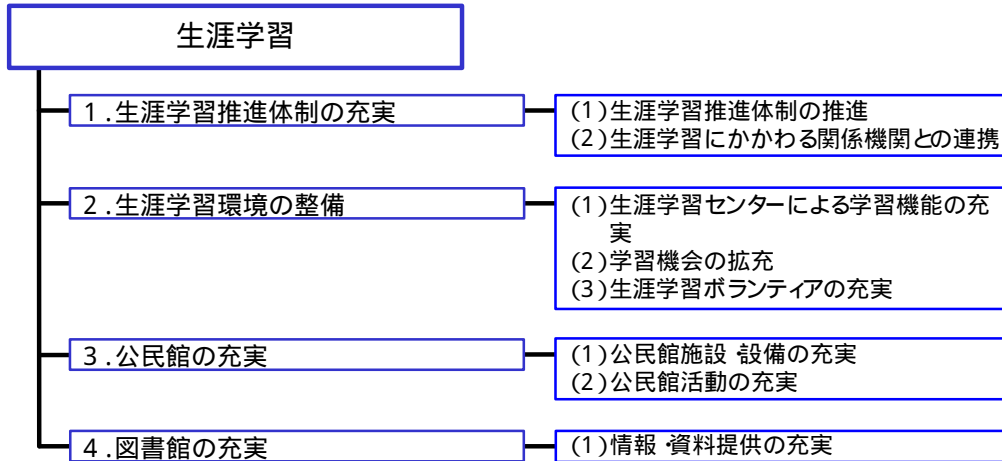 生涯学習
1.生涯学習推進体制の充実
(1)生涯学習推進体制の推進
(2)生涯学習にかかわる関係機関との連携
2.生涯学習環境の整備
(1)生涯学習センターによる学習機能の充
実
(2)学習機会の拡充
(3)生涯学習ボランティアの充実
3.公民館の充実
(1)公民館施設・設備の充実
(2)公民館活動の充実
4.図書館の充実
(1)情報・資料提供の充実